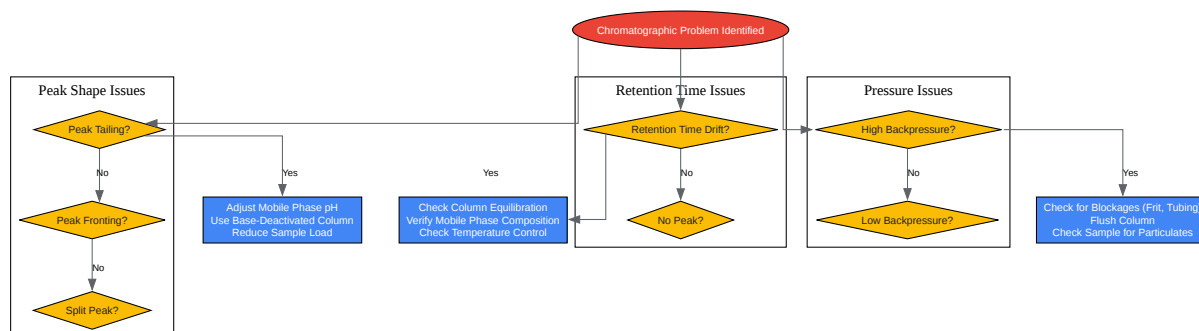 Chromatographic Problem Identified
Peak Shape Issues
Retention Time Issues
Pressure Issues
Peak Tailing?
Retention Time Drift?
High Backpressure?
No
Yes
Yes
No
No
Yes
Peak Fronting?
Adjust Mobile Phase pH
Use Base-Deactivated Column
Reduce Sample Load
Check Column Equilibration
Verify Mobile Phase Composition
Check Temperature Control
No Peak?
Low Backpressure?
Check for Blockages (Frit, Tubing
Flush Column
Check Sample for Particulates
No
Split Peak?